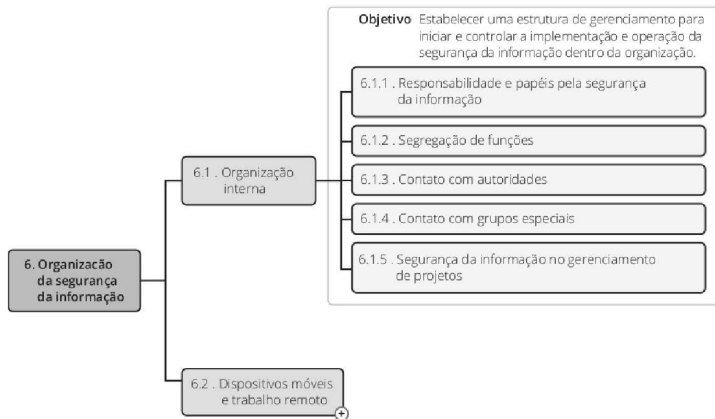 Objetivo Estabelecer uma estrutura de gerenciamento para
iniciar e controlar a implementação e operação da
segurança da informação dentro da organização.
6.1.1 . Responsabilidade e papéis pela segurança
da informação
6.1.2 . Segregação de funções
6.1 . Organização
interna
6.1.3 . Contato com autoridades
6.1.4 . Contato com grupos especiais
6.1.5 . Segurança da informação no gerenciamento
de projetos
6. Organizacão
da segurança
da informação
6.2 . Dispositivos móveis
e trabalho remoto